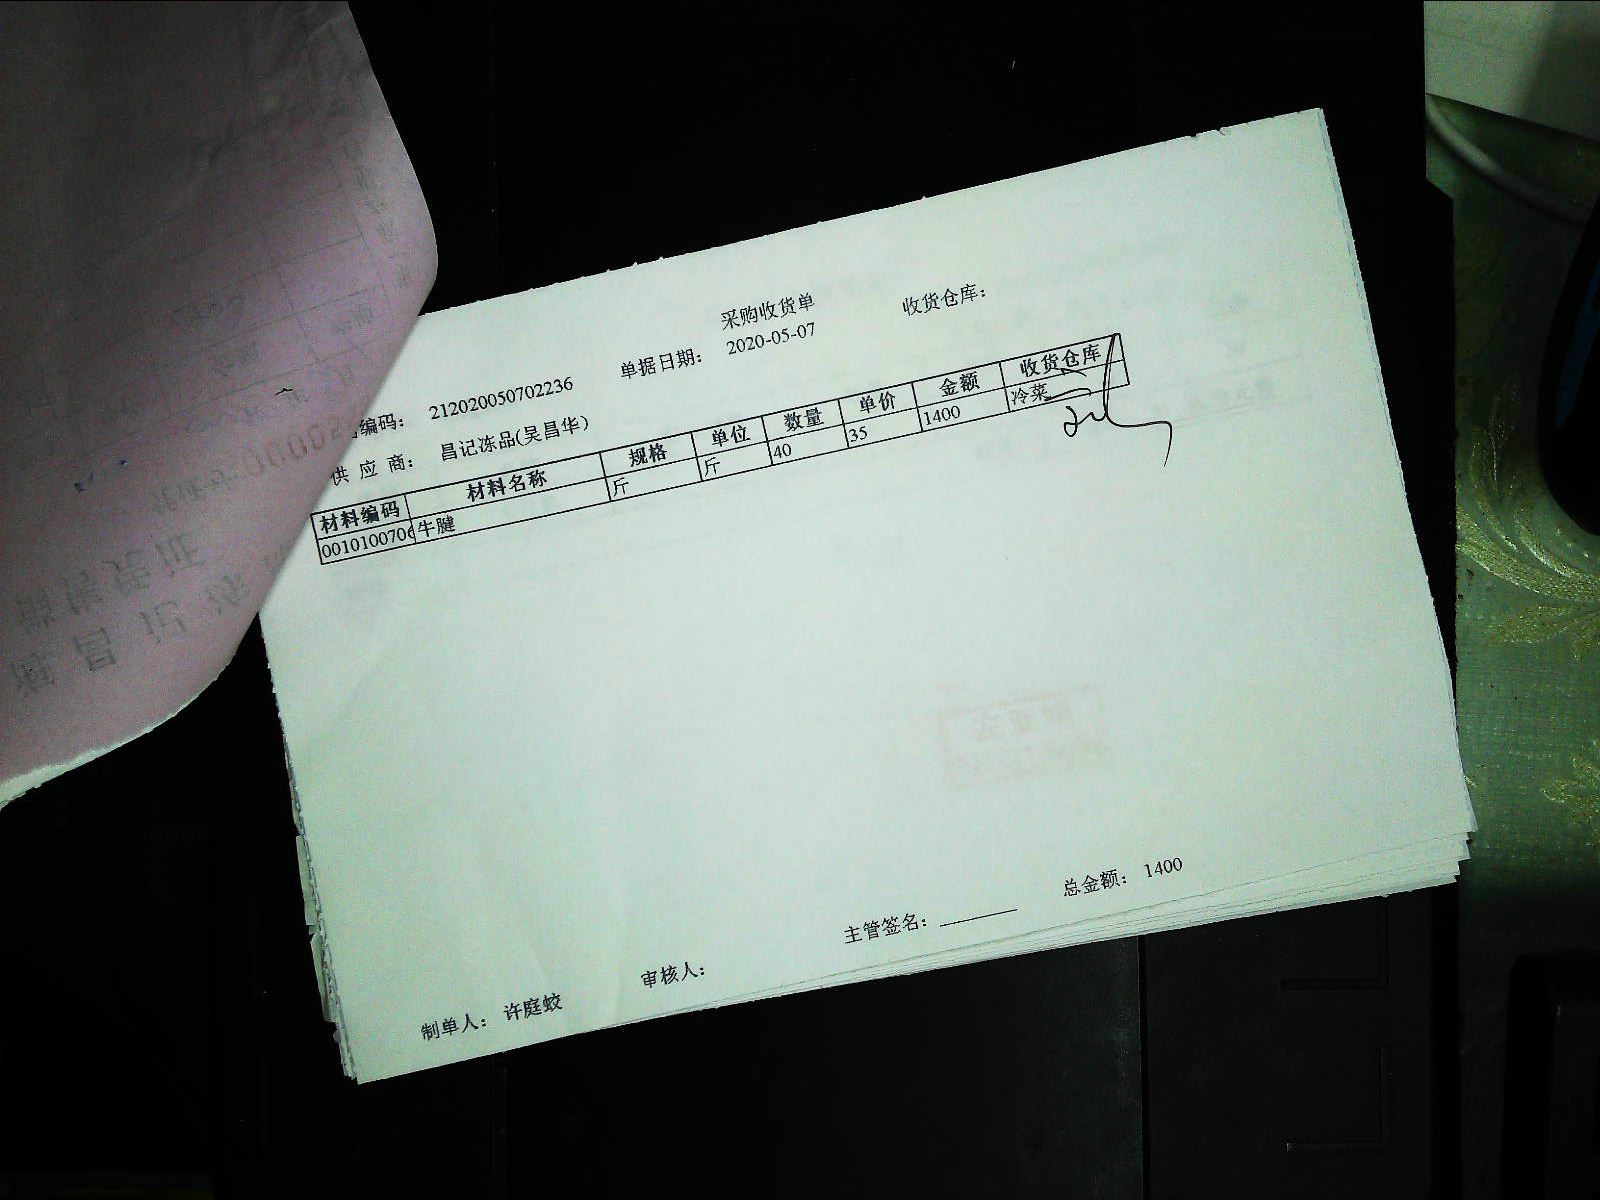 采购收货单
编码： 212020050702236 单据日期： 2020-05-07 收货仓库：
供 应 商： 昌记冻品(吴昌华)
材料编码 材料名称 规格 单位 数量 单价 金额 收货仓库
0010100706 牛腱 斤 斤 40 35 1400 冷菜
总金额： 1400
制单人： 许庭蛟 审核人： 主管签名：